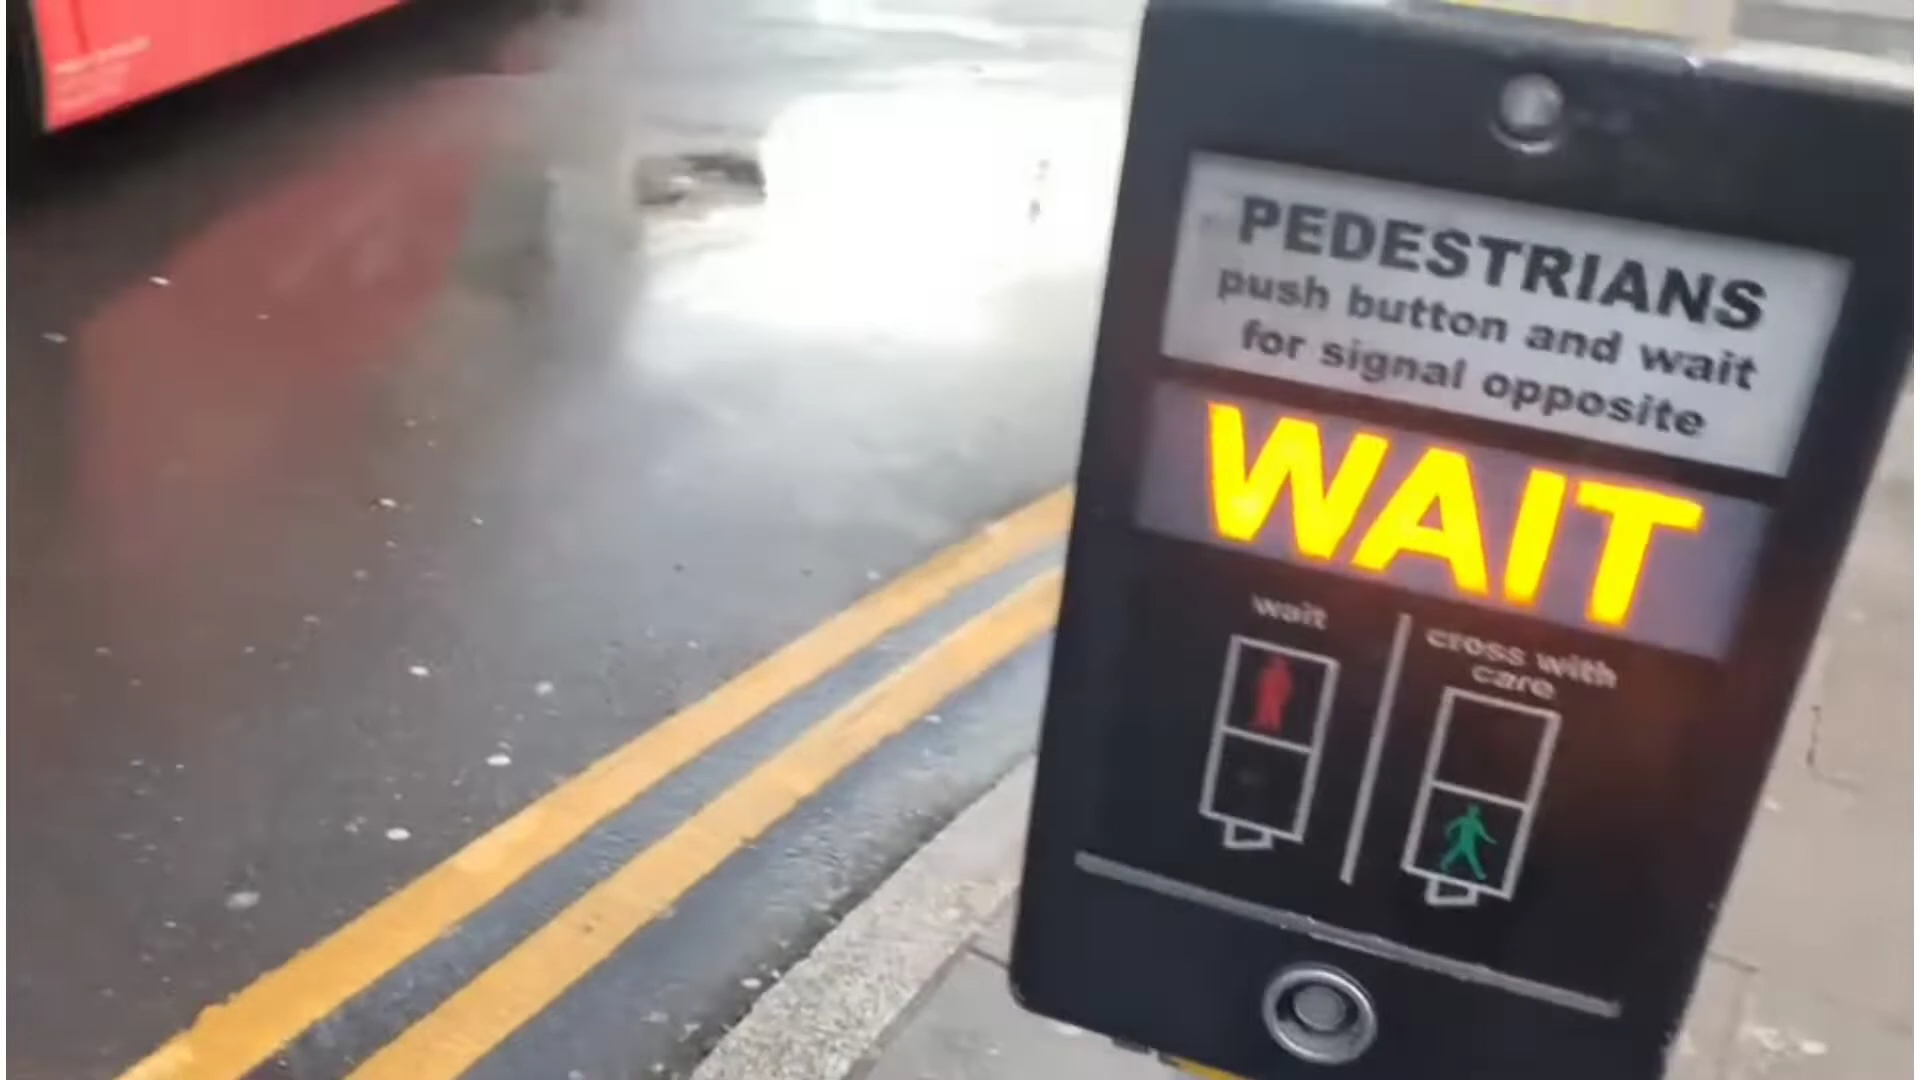 PEDESTRIANS
push button and wait
for signal opposite
WAIT
wait
cross with
care